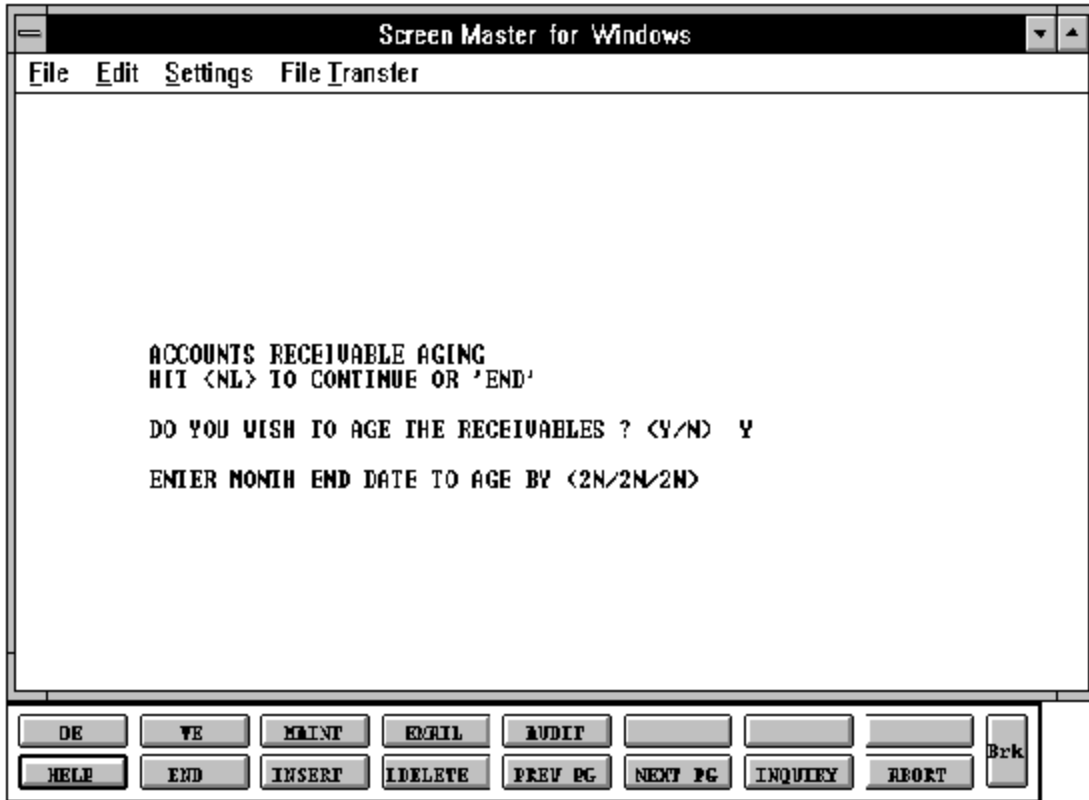 Screen Master for Windows
File Edit Settings File Transfer
ACCOUNTS RECEIVABLE AGING
HIT <NL> TO CONTINUE OR 'END'
DO YOU WISH TO AGE THE RECEIVABLES ? <Y/N> Y
ENTER MONTH END DATE TO AGE BY <2N/2N/2N>
DE VE MAINT EMAIL AUDIT
Brk
HELP END INSERT LDELETE PREV PG NEXT PG INQUIRY ABORT